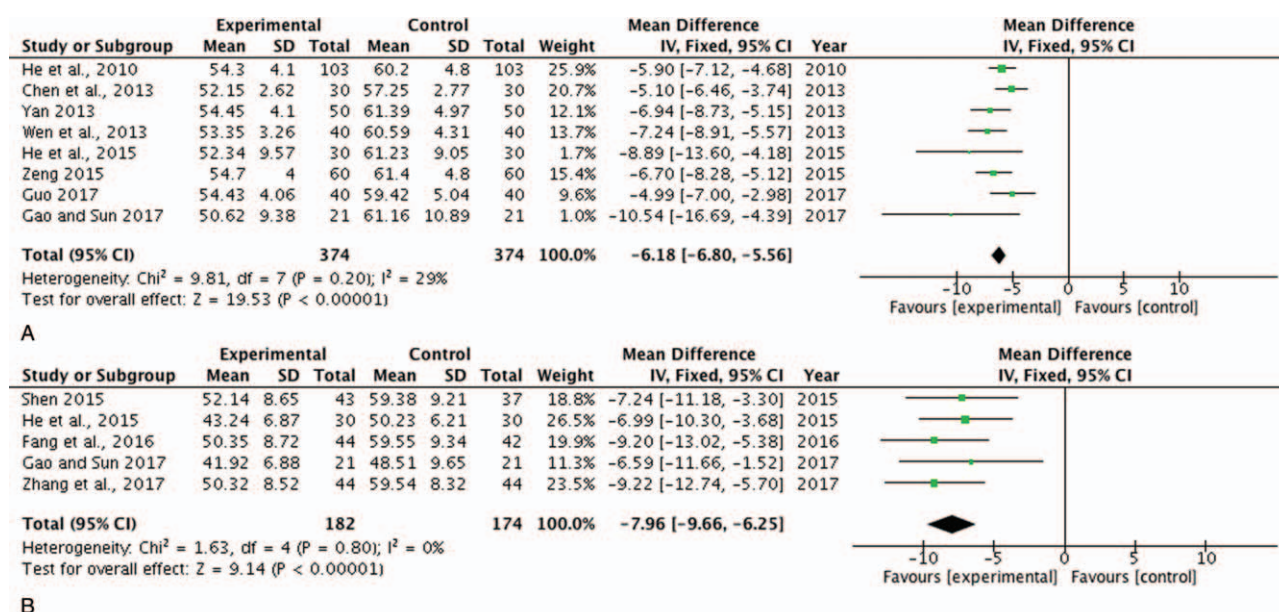 Experimental Control Mean Difference Mean Difference
Study or Subgroup Mean SD Total Mean SD Total Weight IV, Fixed, 95% CI Year IV, Fixed, 95% CI
He et al., 2010 54.3 4.1 103 60.2 4.8 103 25.9% −5.90 [−7.12, −4.68] 2010
Chen et al., 2013 52.15 2.62 30 57.25 2.77 30 20.7% −5.10 [−6.46, −3.74] 2013
Yan 2013 54.45 4.1 50 61.39 4.97 50 12.1% −6.94 [−8.73, −5.15] 2013
Wen et al., 2013 53.35 3.26 40 60.59 4.31 40 13.7% −7.24 [−8.91, −5.57] 2013
He et al., 2015 52.34 9.57 30 61.23 9.05 30 1.7% −8.89 [−13.60, −4.18] 2015
Zeng 2015 54.7 4 60 61.4 4.8 60 15.4% −6.70 [−8.28, −5.12] 2015
Guo 2017 54.43 4.06 40 59.42 5.04 40 9.6% −4.99 [−7.00, −2.98] 2017
Gao and Sun 2017 50.62 9.38 21 61.16 10.89 21 1.0% −10.54 [−16.69, −4.39] 2017
Total (95% CI) 374 374 100.0% −6.18 [−6.80, −5.56]
Heterogeneity: Chi² = 9.81, df = 7 (P = 0.20); I² = 29%
Test for overall effect: Z = 19.53 (P < 0.00001)
−10 −5 0 5 10
Favours [experimental] Favours [control]
A
Experimental Control Mean Difference Mean Difference
Study or Subgroup Mean SD Total Mean SD Total Weight IV, Fixed, 95% CI Year IV, Fixed, 95% CI
Shen 2015 52.14 8.65 43 59.38 9.21 37 18.8% −7.24 [−11.18, −3.30] 2015
He et al., 2015 43.24 6.87 30 50.23 6.21 30 26.5% −6.99 [−10.30, −3.68] 2015
Fang et al., 2016 50.35 8.72 44 59.55 9.34 42 19.9% −9.20 [−13.02, −5.38] 2016
Gao and Sun 2017 41.92 6.88 21 48.51 9.65 21 11.3% −6.59 [−11.66, −1.52] 2017
Zhang et al., 2017 50.32 8.52 44 59.54 8.32 44 23.5% −9.22 [−12.74, −5.70] 2017
Total (95% CI) 182 174 100.0% −7.96 [−9.66, −6.25]
Heterogeneity: Chi² = 1.63, df = 4 (P = 0.80); I² = 0%
Test for overall effect: Z = 9.14 (P < 0.00001)
−10 −5 0 5 10
Favours [experimental] Favours [control]
B